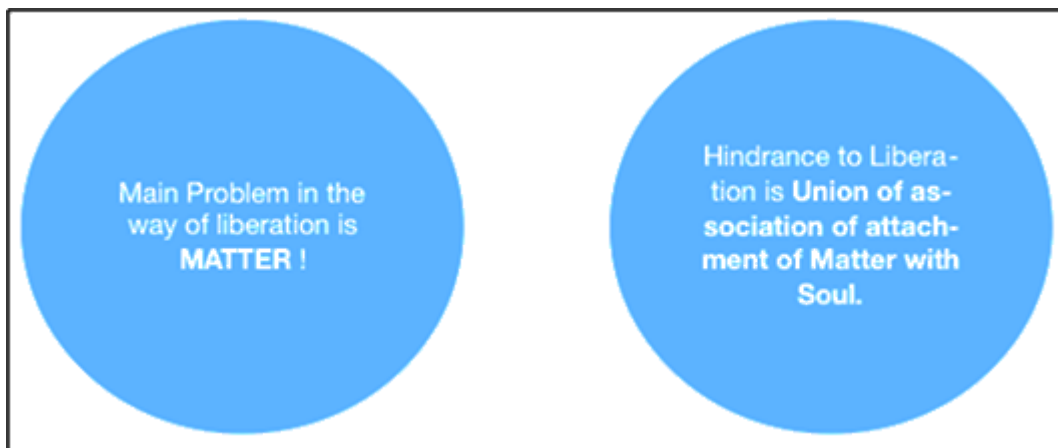 Main Problem in the
way of liberation is
MATTER !
Hindrance to Libera-
tion is Union of as-
sociation of attach-
ment of Matter with
Soul.